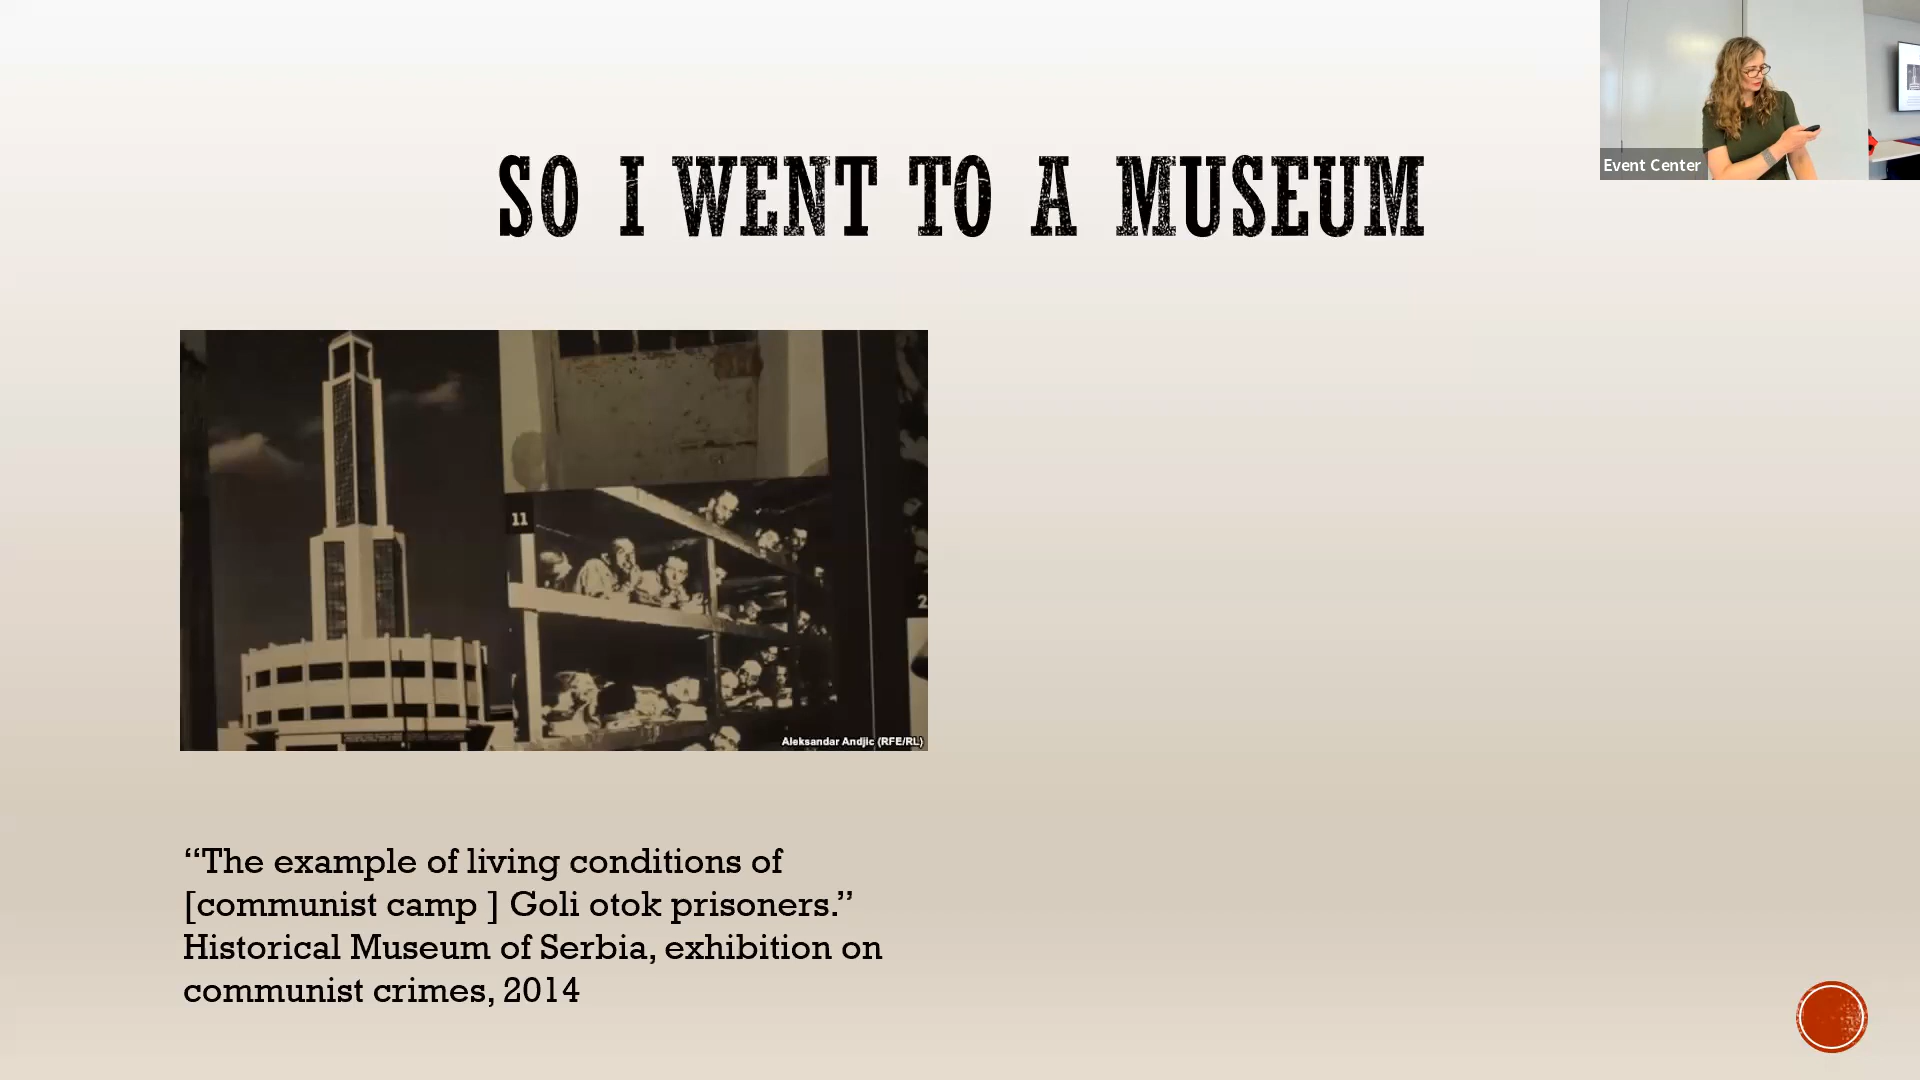 SO I WENT TO A MUSEUM
Event Center
11
2
Aleksandar Andjic (RFE/RL)
“The example of living conditions of
[communist camp ] Goli otok prisoners.”
Historical Museum of Serbia, exhibition on
communist crimes, 2014